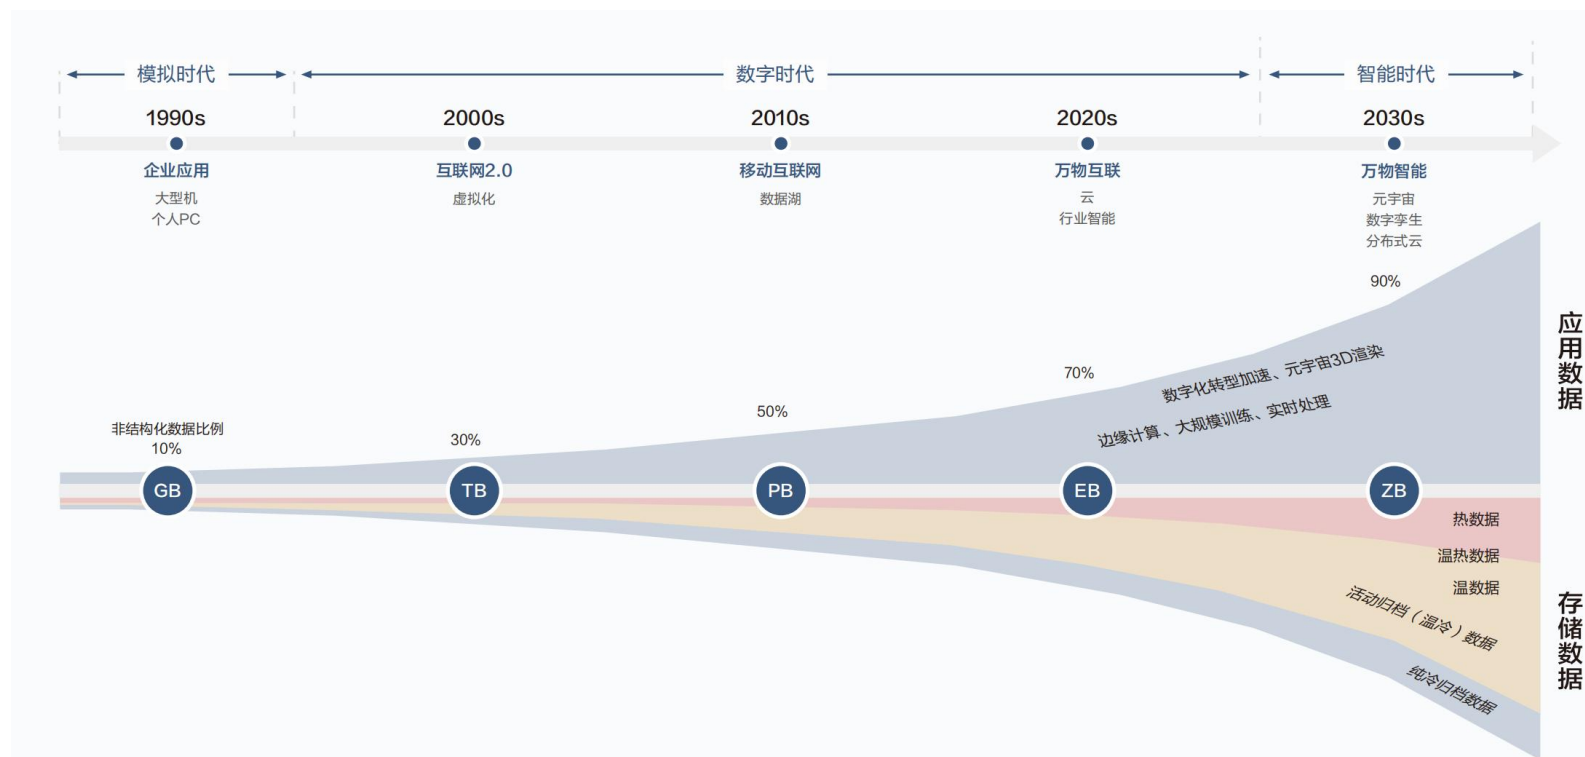 模拟时代
数字时代
智能时代
1990s
2000s
2010s
2020s
2030s
企业应用
互联网2.0
移动互联网
万物互联
万物智能
大型机
个人PC
虚拟化
数据湖
云
行业智能
元宇宙
数字孪生
分布式云
非结构化数据比例
10%
30%
50%
70%
90%
数字化转型加速、元宇宙3D渲染
边缘计算、大规模训练、实时处理
应用数据
GB
TB
PB
EB
ZB
热数据
温热数据
温数据
活动归档（温冷）数据
纯冷归档数据
存储数据